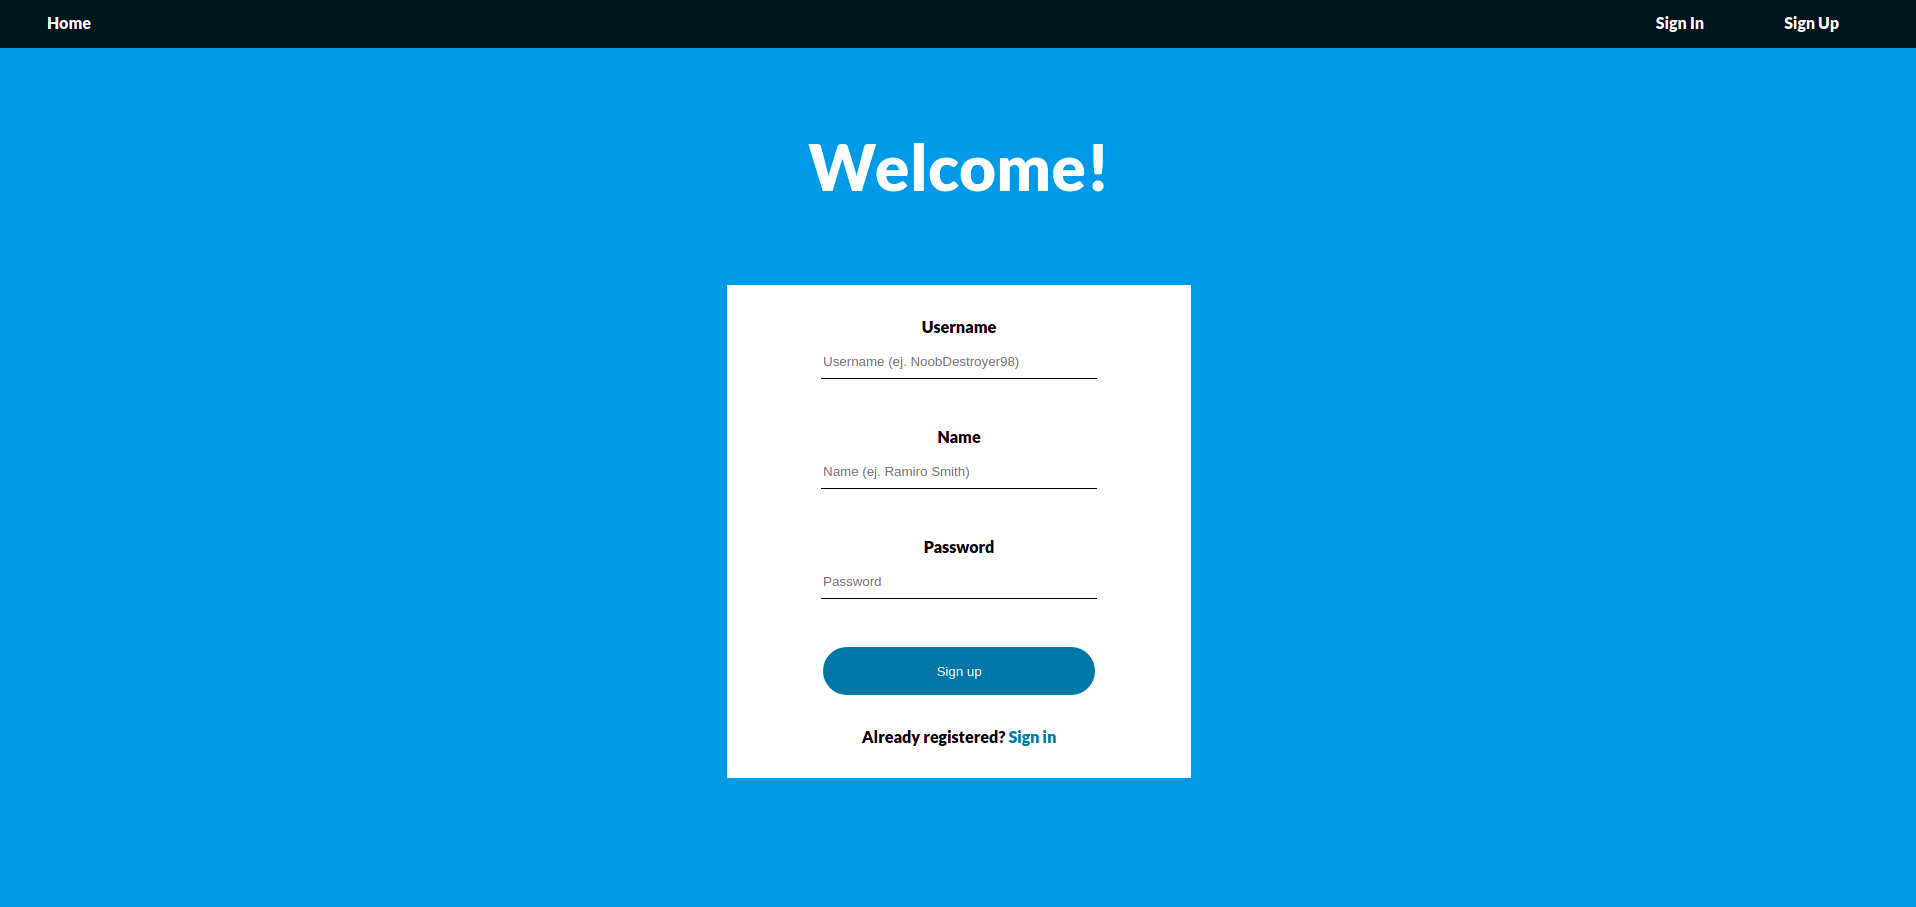 Home Sign In Sign Up
Welcome!
Username
Username (ej. NoobDestroyer98)
Name
Name (ej. Ramiro Smith)
Password
Password
Sign up
Already registered? Sign in